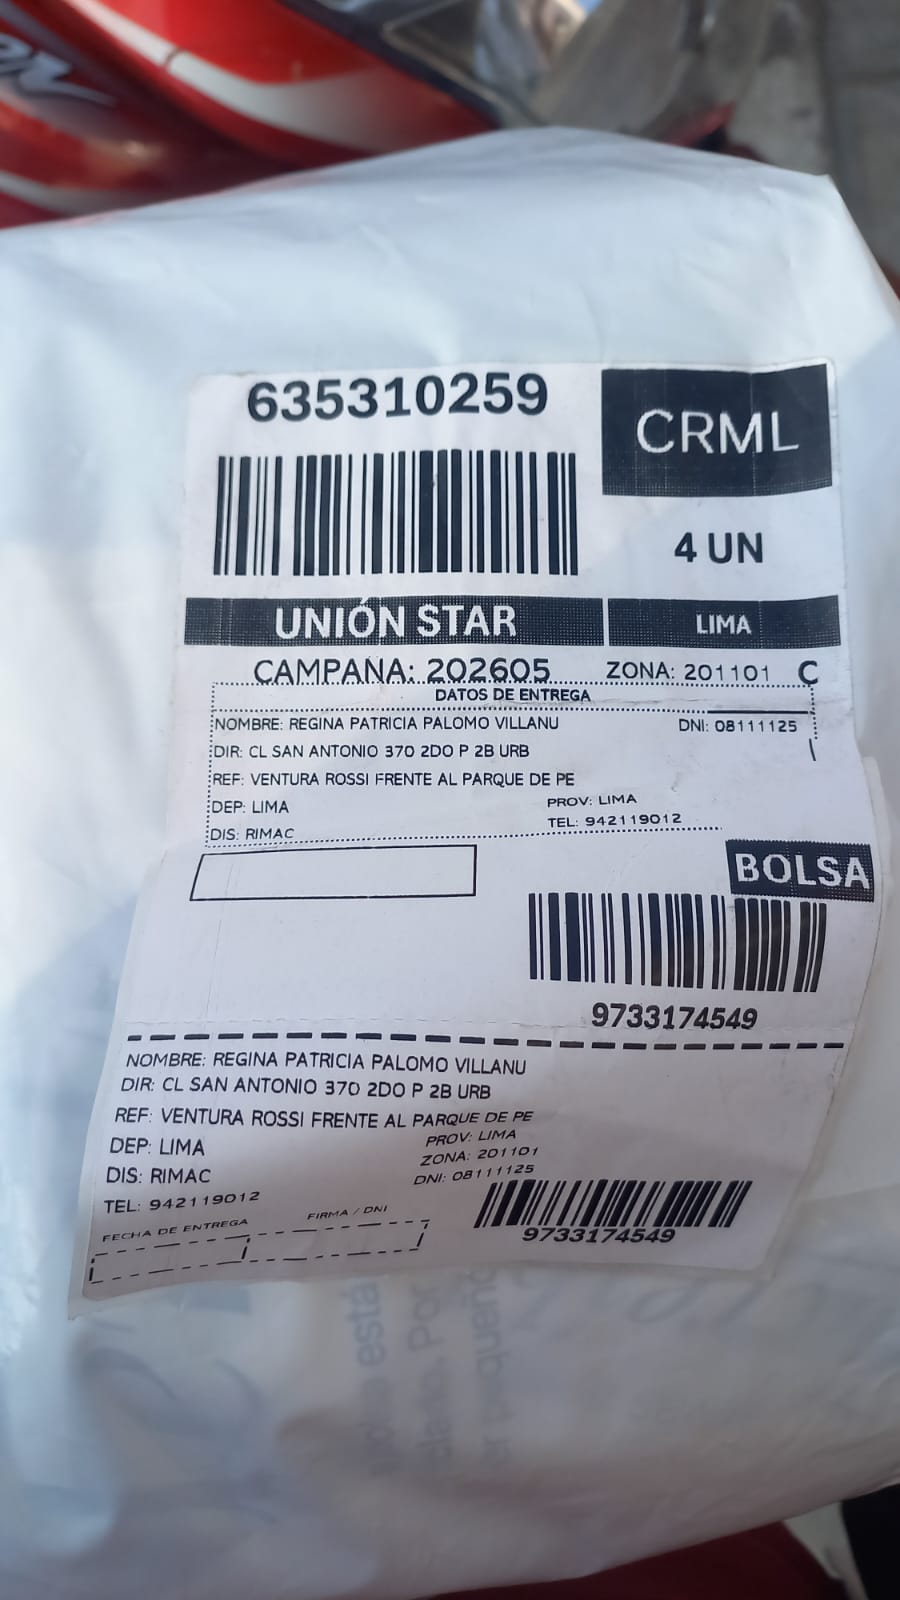 635310259
CRML
4 UN
UNIÓN STAR
LIMA
CAMPAÑA: 202605 ZONA: 201101 C
DATOS DE ENTREGA
NOMBRE: REGINA PATRICIA PALOMO VILLANU DNI: 08111125
DIR: CL SAN ANTONIO 370 2DO P 2B URB
REF: VENTURA ROSSI FRENTE AL PARQUE DE PE
DEP: LIMA PROV: LIMA
DIS: RIMAC TEL: 942119012
BOLSA
9733174549
NOMBRE: REGINA PATRICIA PALOMO VILLANU
DIR: CL SAN ANTONIO 370 2DO P 2B URB
REF: VENTURA ROSSI FRENTE AL PARQUE DE PE
DEP: LIMA PROV: LIMA
ZONA: 201101
DIS: RIMAC DNI: 08111125
TEL: 942119012
FECHA DE ENTREGA FIRMA / DNI
9733174549